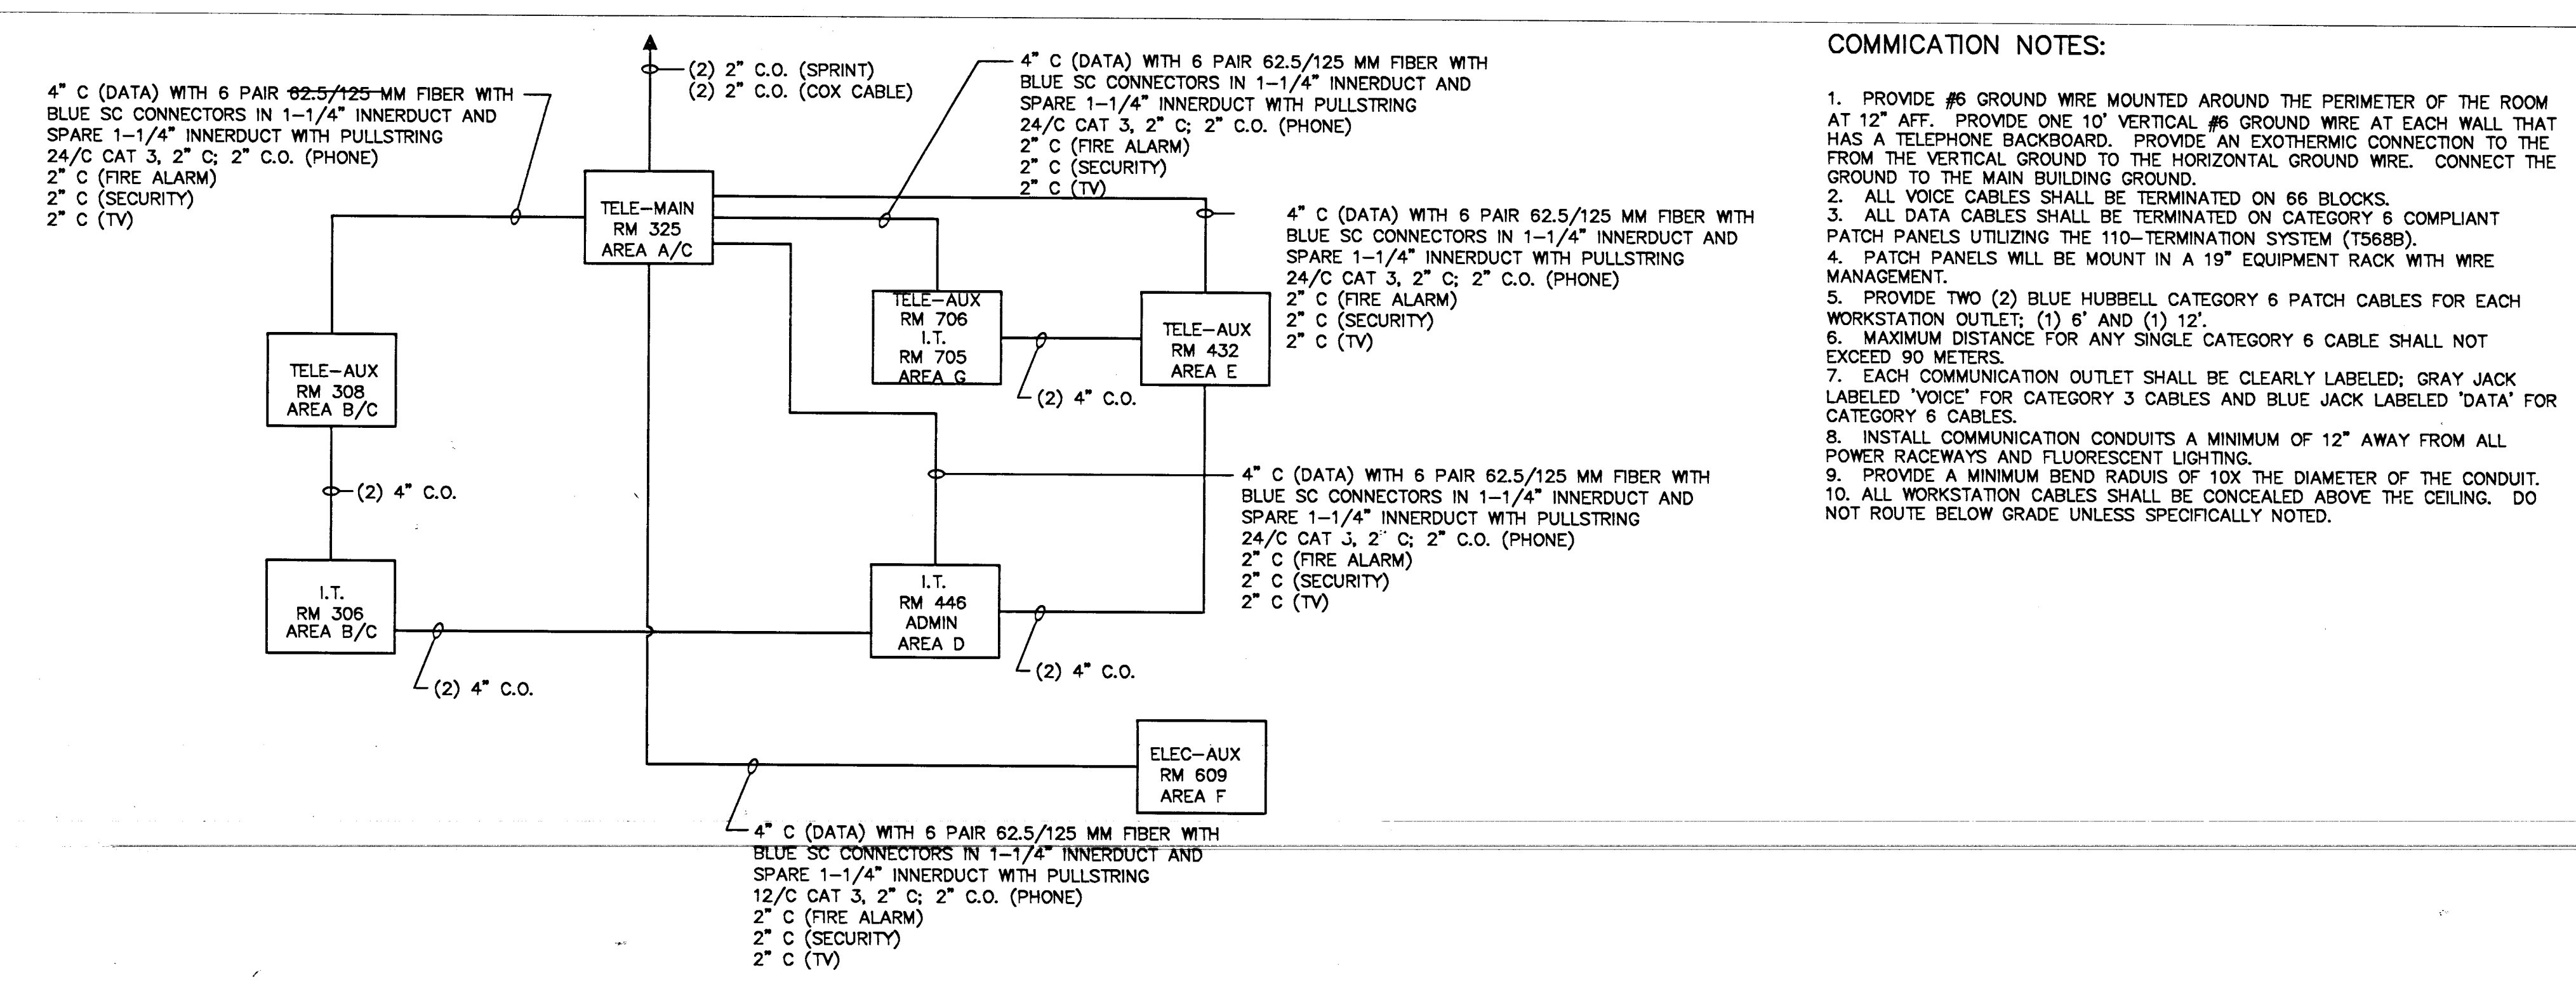 4" C (DATA) WITH 6 PAIR 62.5/125 MM FIBER WITH
BLUE SC CONNECTORS IN 1-1/4" INNERDUCT AND
SPARE 1-1/4" INNERDUCT WITH PULLSTRING
24/C CAT 3, 2" C; 2" C.O. (PHONE)
2" C (FIRE ALARM)
2" C (SECURITY)
2" C (TV)
(2) 2" C.O. (SPRINT)
(2) 2" C.O. (COX CABLE)
4" C (DATA) WITH 6 PAIR 62.5/125 MM FIBER WITH
BLUE SC CONNECTORS IN 1-1/4" INNERDUCT AND
SPARE 1-1/4" INNERDUCT WITH PULLSTRING
24/C CAT 3, 2" C; 2" C.O. (PHONE)
2" C (FIRE ALARM)
2" C (SECURITY)
2" C (TV)
TELE-MAIN
RM 325
AREA A/C
4" C (DATA) WITH 6 PAIR 62.5/125 MM FIBER WITH
BLUE SC CONNECTORS IN 1-1/4" INNERDUCT AND
SPARE 1-1/4" INNERDUCT WITH PULLSTRING
24/C CAT 3, 2" C; 2" C.O. (PHONE)
2" C (FIRE ALARM)
2" C (SECURITY)
2" C (TV)
TELE-AUX
RM 706
I.T.
RM 705
AREA G
TELE-AUX
RM 432
AREA E
(2) 4" C.O.
TELE-AUX
RM 308
AREA B/C
(2) 4" C.O.
4" C (DATA) WITH 6 PAIR 62.5/125 MM FIBER WITH
BLUE SC CONNECTORS IN 1-1/4" INNERDUCT AND
SPARE 1-1/4" INNERDUCT WITH PULLSTRING
24/C CAT 3, 2" C; 2" C.O. (PHONE)
2" C (FIRE ALARM)
2" C (SECURITY)
2" C (TV)
I.T.
RM 306
AREA B/C
I.T.
RM 446
ADMIN
AREA D
(2) 4" C.O.
(2) 4" C.O.
ELEC-AUX
RM 609
AREA F
4" C (DATA) WITH 6 PAIR 62.5/125 MM FIBER WITH
BLUE SC CONNECTORS IN 1-1/4" INNERDUCT AND
SPARE 1-1/4" INNERDUCT WITH PULLSTRING
12/C CAT 3, 2" C; 2" C.O. (PHONE)
2" C (FIRE ALARM)
2" C (SECURITY)
2" C (TV)
COMMICATION NOTES:
1. PROVIDE #6 GROUND WIRE MOUNTED AROUND THE PERIMETER OF THE ROOM
AT 12" AFF. PROVIDE ONE 10' VERTICAL #6 GROUND WIRE AT EACH WALL THAT
HAS A TELEPHONE BACKBOARD. PROVIDE AN EXOTHERMIC CONNECTION TO THE
FROM THE VERTICAL GROUND TO THE HORIZONTAL GROUND WIRE. CONNECT THE
GROUND TO THE MAIN BUILDING GROUND.
2. ALL VOICE CABLES SHALL BE TERMINATED ON 66 BLOCKS.
3. ALL DATA CABLES SHALL BE TERMINATED ON CATEGORY 6 COMPLIANT
PATCH PANELS UTILIZING THE 110-TERMINATION SYSTEM (T568B).
4. PATCH PANELS WILL BE MOUNT IN A 19" EQUIPMENT RACK WITH WIRE
MANAGEMENT.
5. PROVIDE TWO (2) BLUE HUBBELL CATEGORY 6 PATCH CABLES FOR EACH
WORKSTATION OUTLET; (1) 6' AND (1) 12'.
6. MAXIMUM DISTANCE FOR ANY SINGLE CATEGORY 6 CABLE SHALL NOT
EXCEED 90 METERS.
7. EACH COMMUNICATION OUTLET SHALL BE CLEARLY LABELED; GRAY JACK
LABELED 'VOICE' FOR CATEGORY 3 CABLES AND BLUE JACK LABELED 'DATA' FOR
CATEGORY 6 CABLES.
8. INSTALL COMMUNICATION CONDUITS A MINIMUM OF 12" AWAY FROM ALL
POWER RACEWAYS AND FLUORESCENT LIGHTING.
9. PROVIDE A MINIMUM BEND RADUIS OF 10X THE DIAMETER OF THE CONDUIT.
10. ALL WORKSTATION CABLES SHALL BE CONCEALED ABOVE THE CEILING. DO
NOT ROUTE BELOW GRADE UNLESS SPECIFICALLY NOTED.